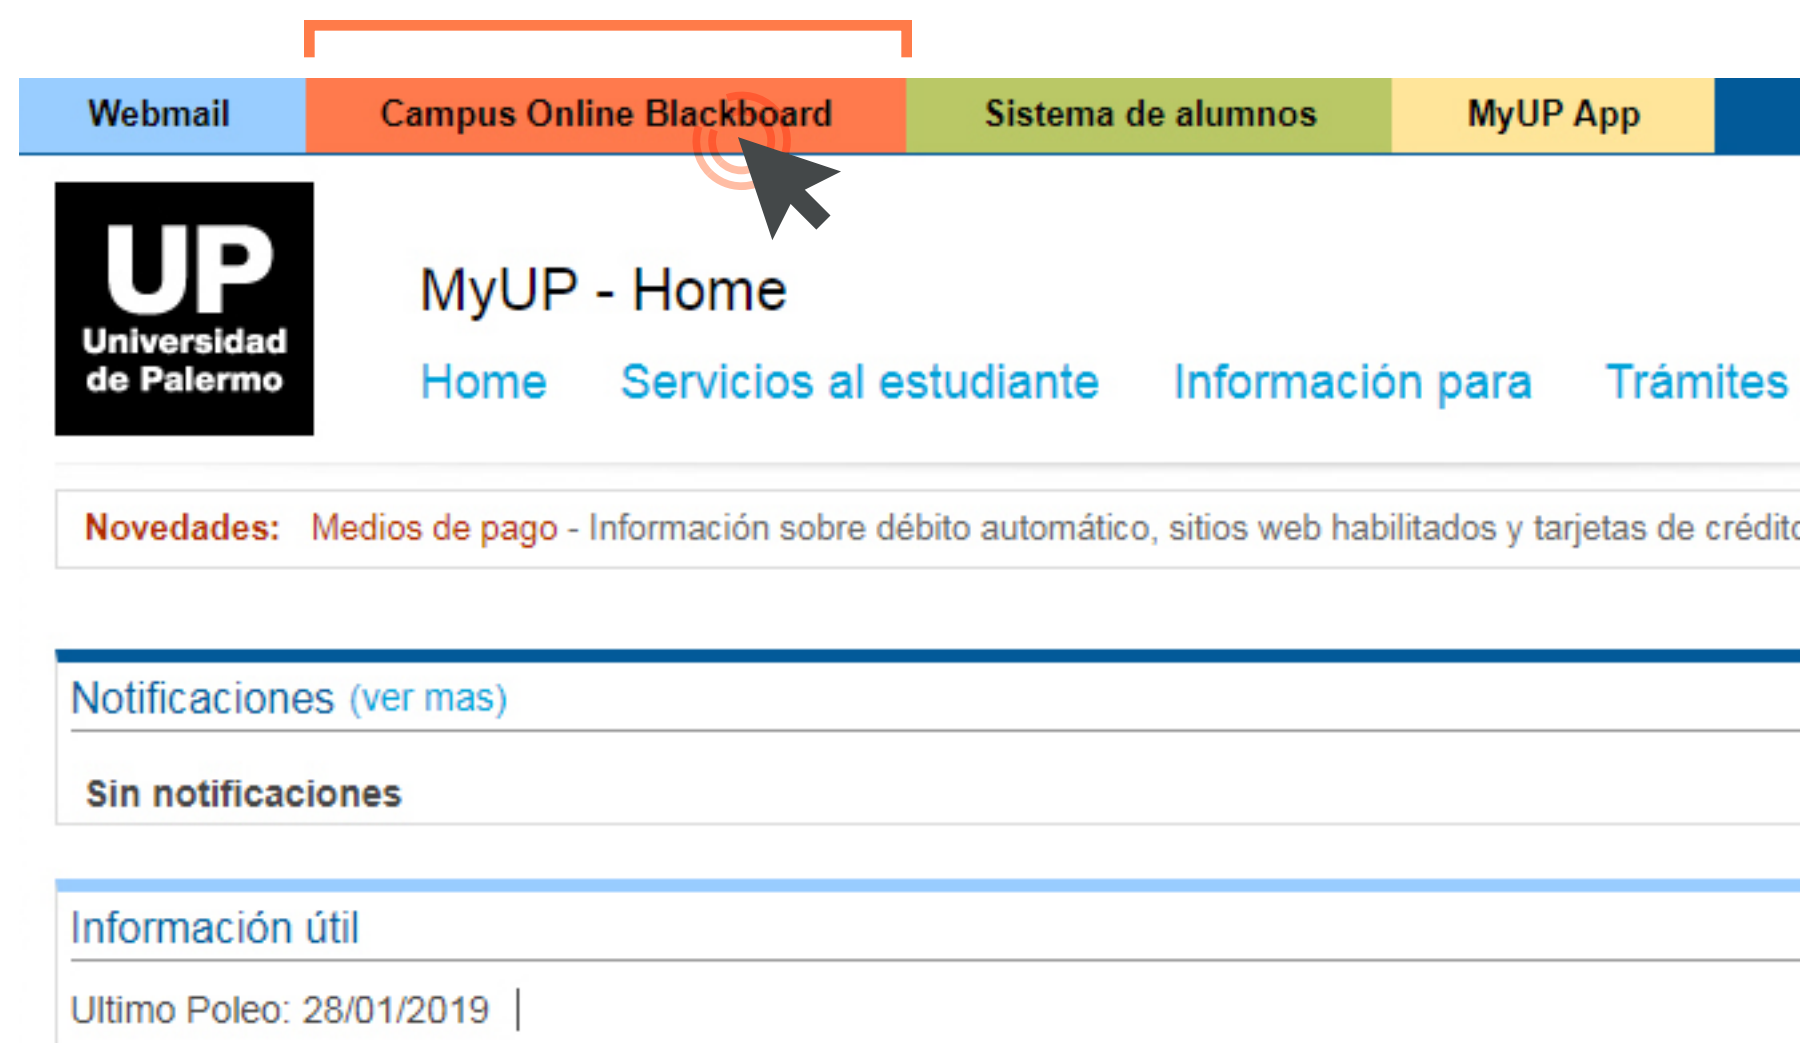 Webmail Campus Online Blackboard Sistema de alumnos MyUP App
UP
Universidad
de Palermo
MyUP - Home
Home Servicios al estudiante Información para Trámites
Novedades: Medios de pago - Información sobre débito automático, sitios web habilitados y tarjetas de crédito
Notificaciones (ver mas)
Sin notificaciones
Información útil
Ultimo Poleo: 28/01/2019 |